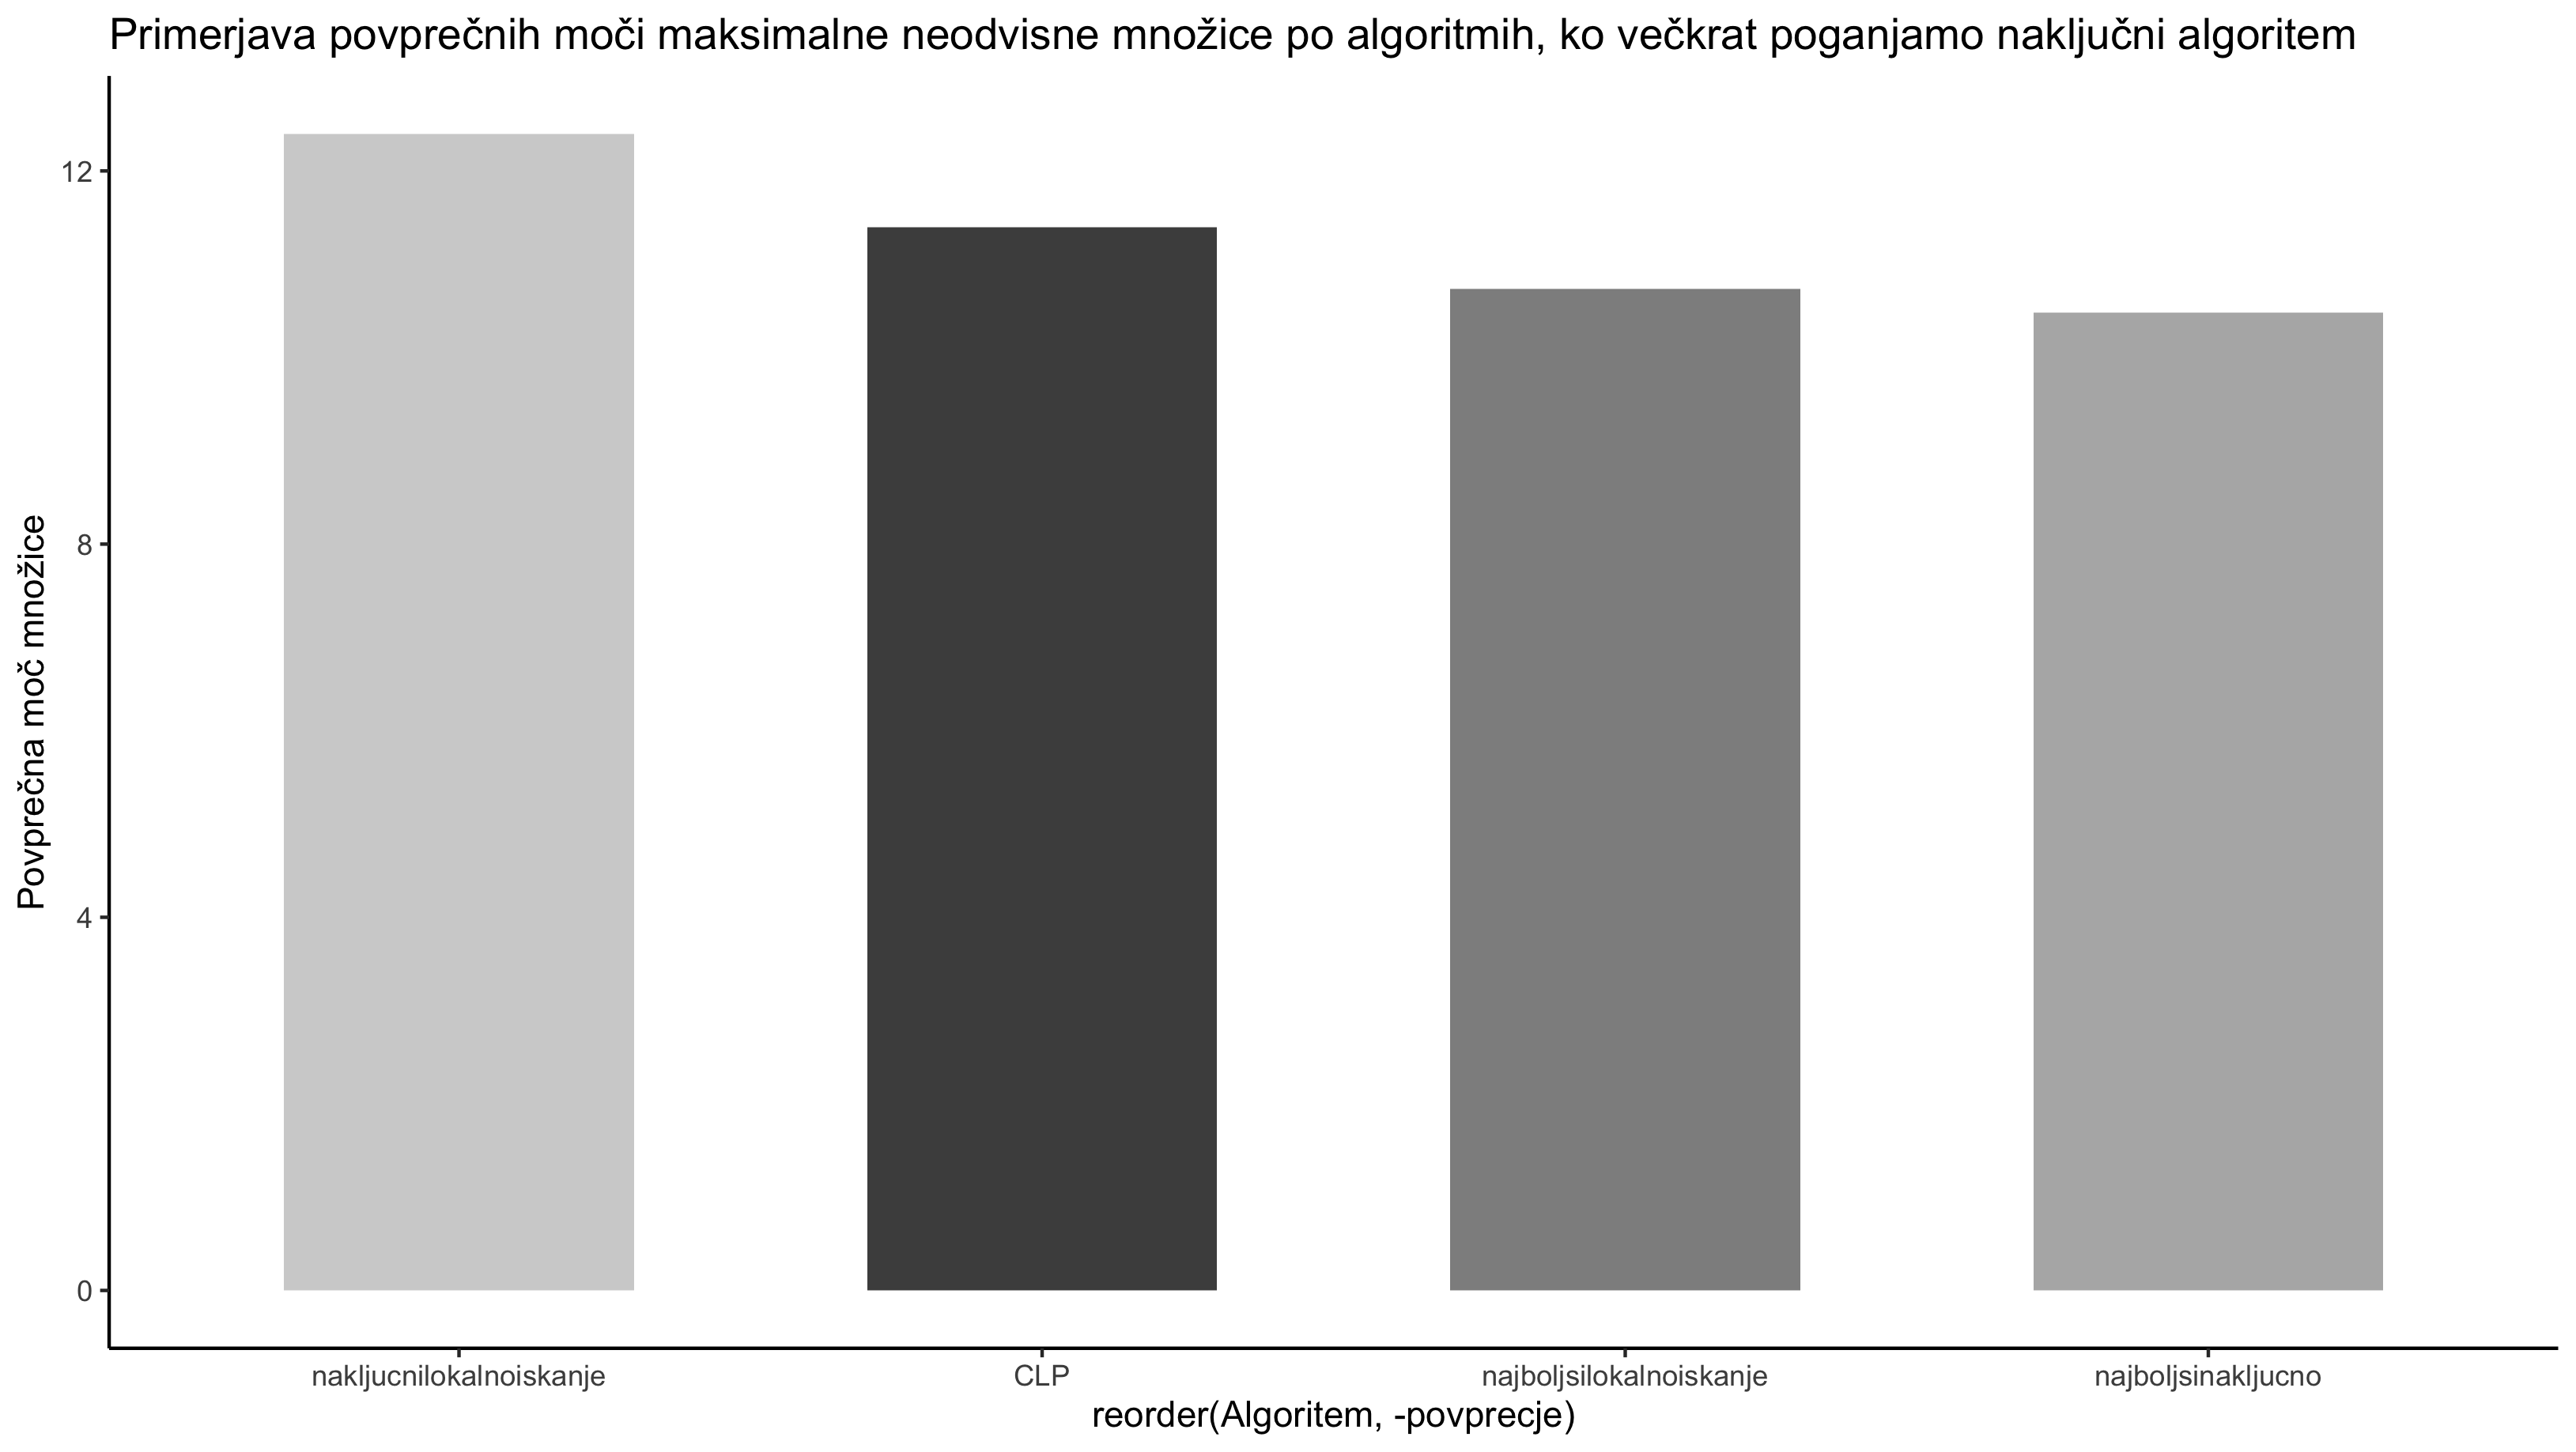 Primerjava povprečnih moči maksimalne neodvisne množice po algoritmih, ko večkrat poganjamo naključni algoritem
Povprečna moč množice
12
8
4
0
nakljucnilokalnoiskanje
CLP
najboljsilokalnoiskanje
najboljsinakljucno
reorder(Algoritem, -povprecje)